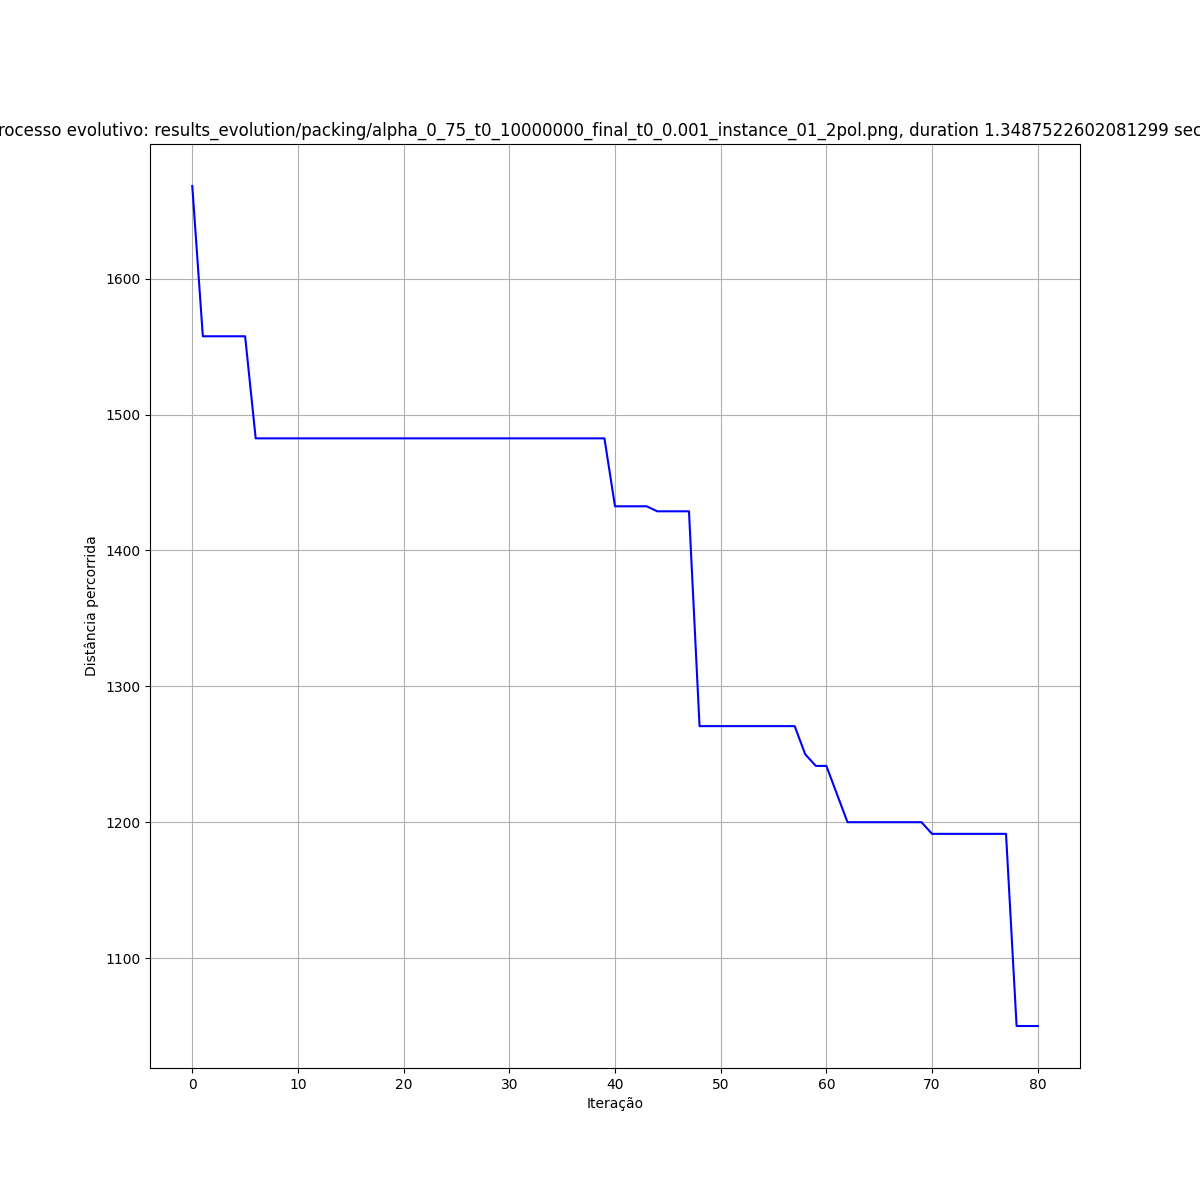 rocesso evolutivo: results_evolution/packing/alpha_0_75_t0_10000000_final_t0_0.001_instance_01_2pol.png, duration 1.3487522602081299 sec
1600
1500
1400
1300
1200
1100
Distância percorrida
0 10 20 30 40 50 60 70 80
Iteração